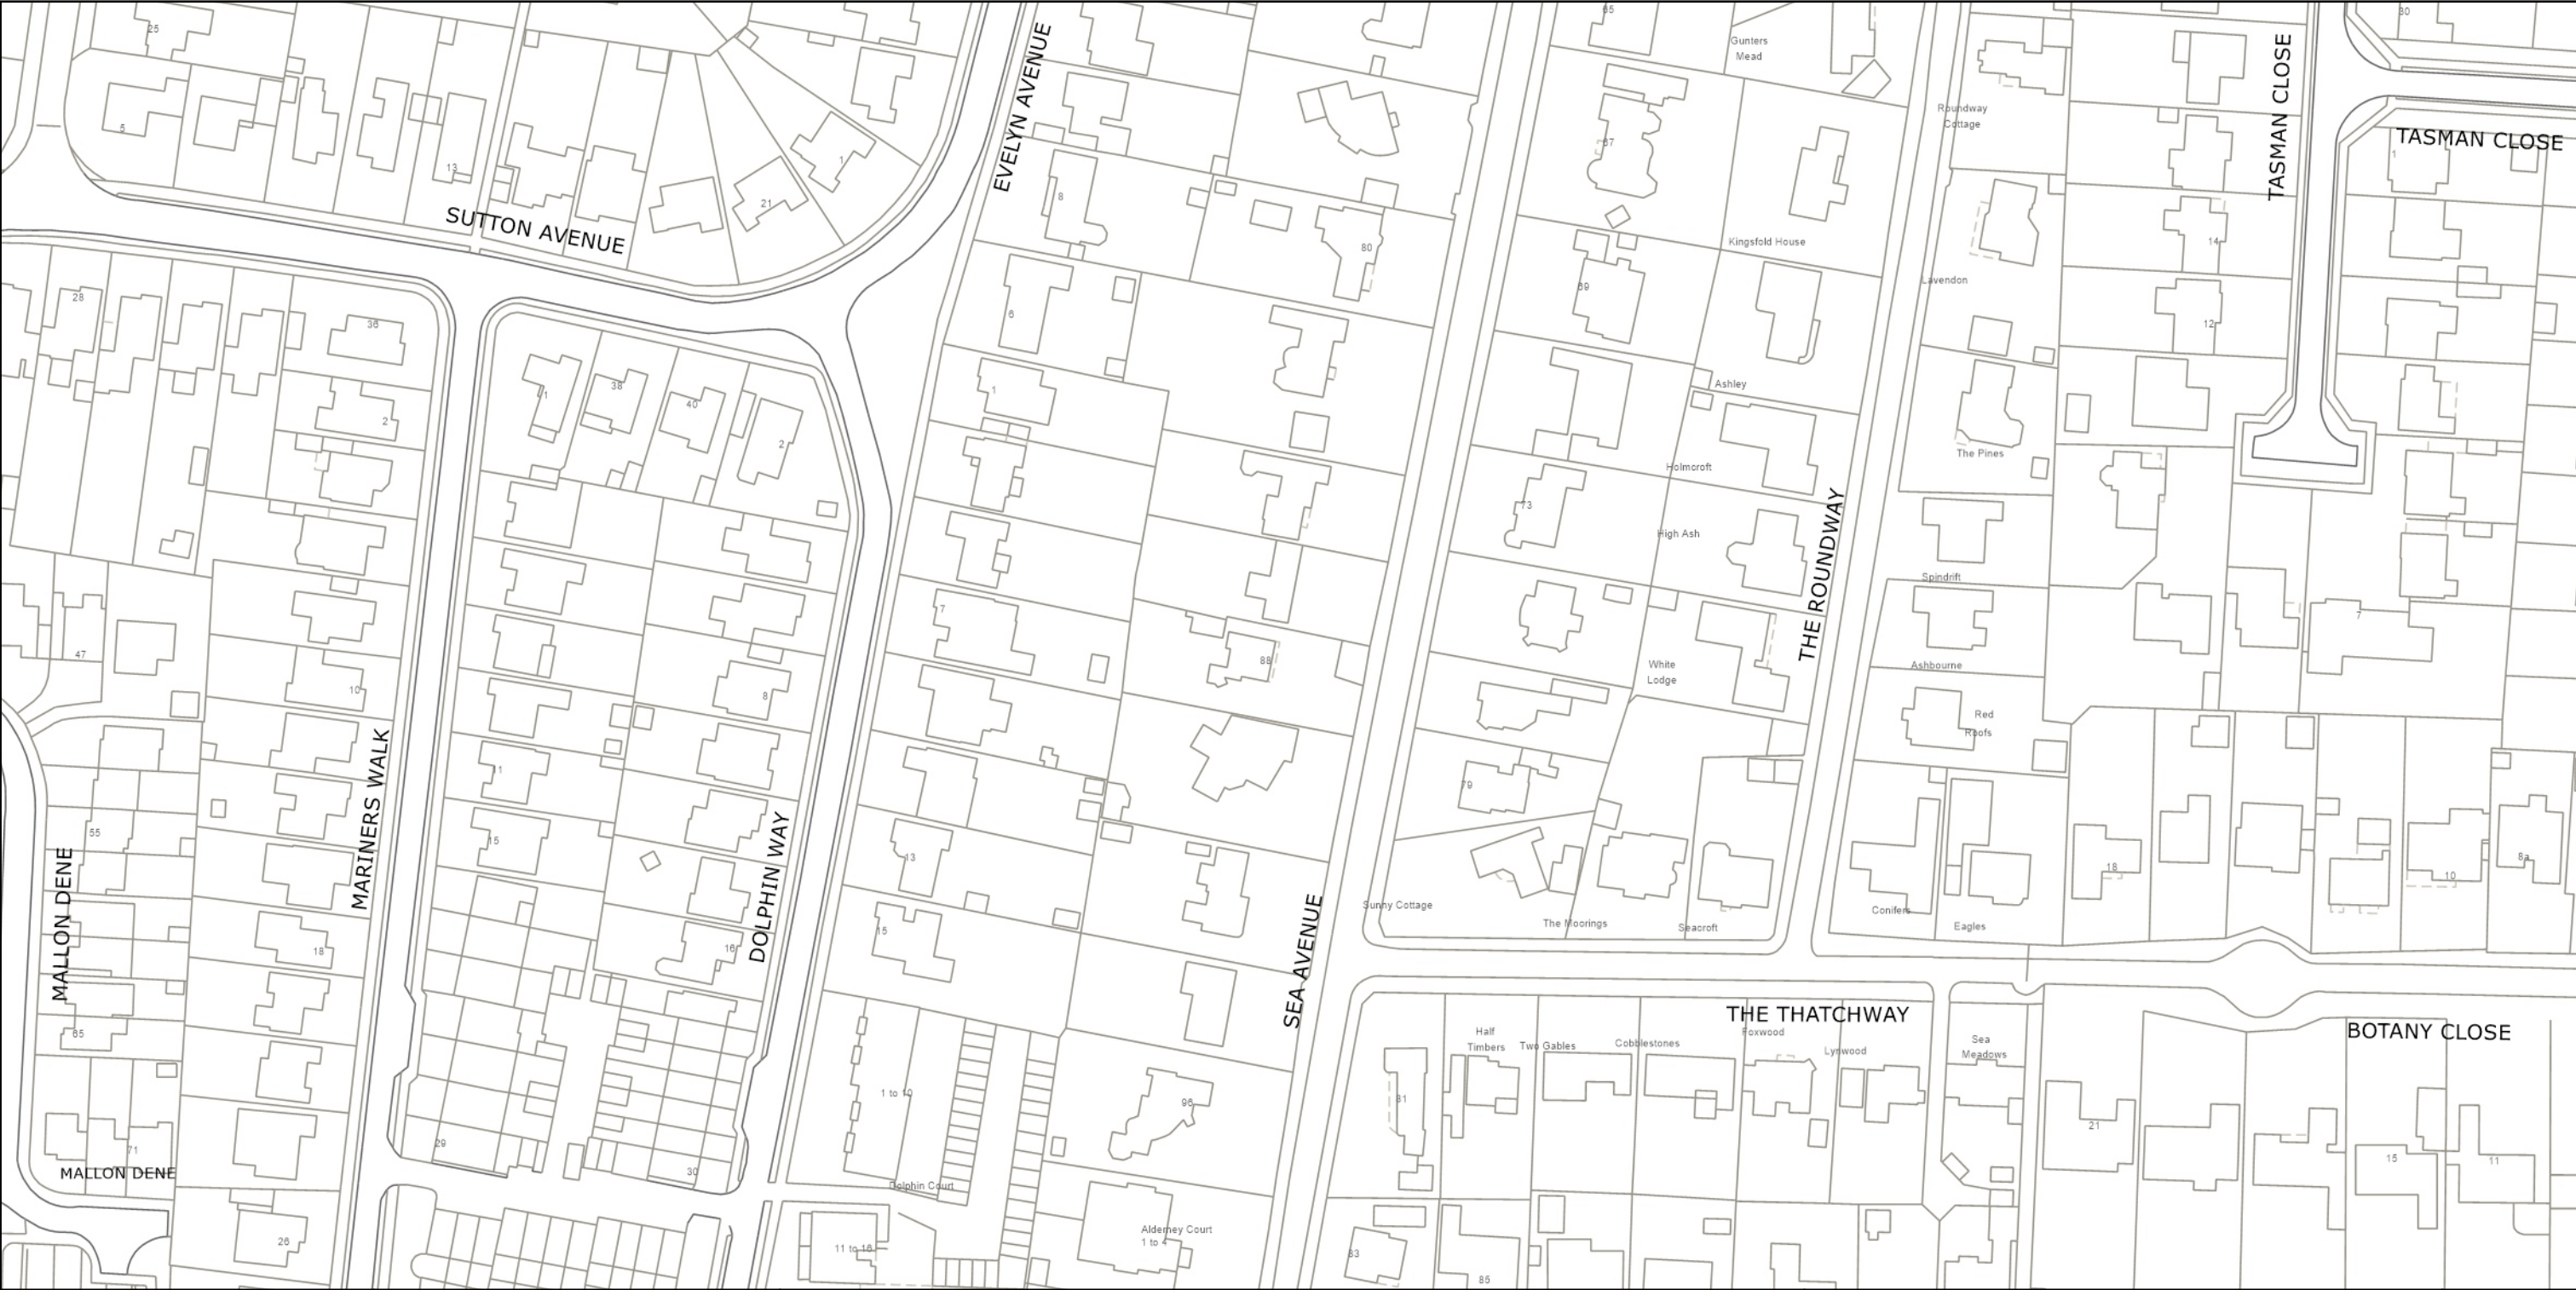 25
65
30
Gunters
Mead
EVELYN AVENUE
TASMAN CLOSE
Roundway
Cottage
5
67
TASMAN CLOSE
1
13
1
21
8
SUTTON AVENUE
80
Kingsfold House
14
Lavendon
69
28
36
6
12
Ashley
1
38
40
1
2
2
The Pines
Holmcroft
73
High Ash
THE ROUNDWAY
Spindrift
7
7
47
88
White
Lodge
Ashbourne
10
8
Red
Roofs
MARINERS WALK
11
79
55
15
DOLPHIN WAY
13
18
10
8a
MALLON DENE
Sunny Cottage
The Moorings
Seacroft
Conifers
Eagles
18
16
15
SEA AVENUE
THE THATCHWAY
65
Half
Timbers
Two Gables
Cobblestones
Foxwood
Lynwood
Sea
Meadows
BOTANY CLOSE
1 to 10
96
81
21
29
71
MALLON DENE
30
Dolphin Court
15
11
26
11 to 16
Alderney Court
1 to 4
83
85